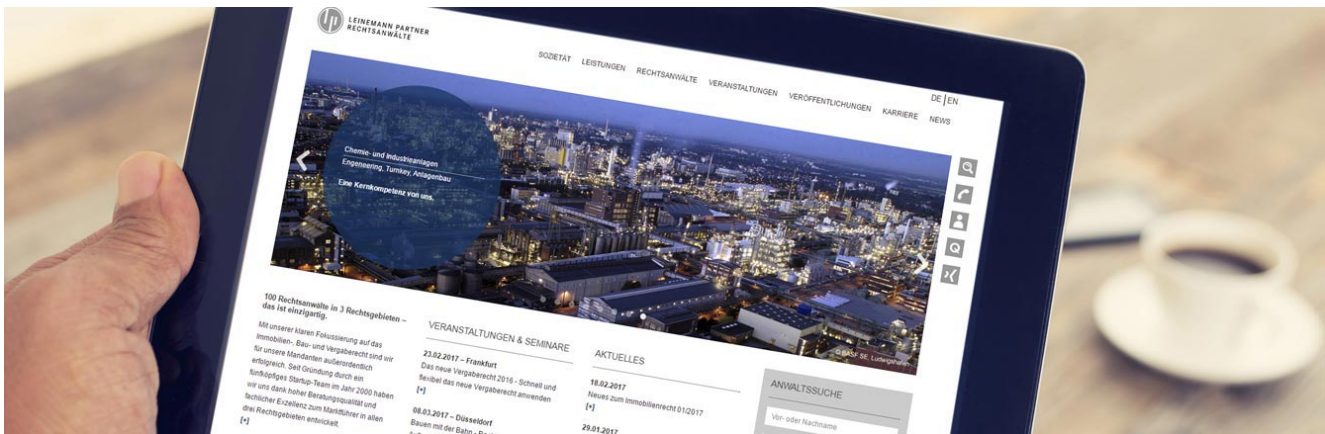 LEINEMANN PARTNER
RECHTSANWÄLTE
DE | EN
SOZIETÄT LEISTUNGEN RECHTSANWÄLTE VERANSTALTUNGEN VERÖFFENTLICHUNGEN KARRIERE NEWS
Chemie- und Industrieanlagen
Engeneering, Turnkey, Anlagenbau
Eine Kernkompetenz von uns.
© BASF SE, Ludwigshafen
100 Rechtsanwälte in 3 Rechtsgebieten –
das ist einzigartig.
Mit unserer klaren Fokussierung auf das
Immobilien-, Bau- und Vergaberecht sind wir
für unsere Mandanten außerordentlich
erfolgreich. Seit Gründung durch ein
fünfköpfiges Startup-Team im Jahr 2000 haben
wir uns dank hoher Beratungsqualität und
fachlicher Exzellenz zum Marktführer in allen
drei Rechtsgebieten entwickelt.
[+]
VERANSTALTUNGEN & SEMINARE
23.02.2017 – Frankfurt
Das neue Vergaberecht 2016 - Schnell und
flexibel das neue Vergaberecht anwenden
[+]
08.03.2017 – Düsseldorf
Bauen mit der Bahn -
AKTUELLES
18.02.2017
Neues zum Immobilienrecht 01/2017
[+]
29.01.2017
ANWALTSSUCHE
Vor- oder Nachname